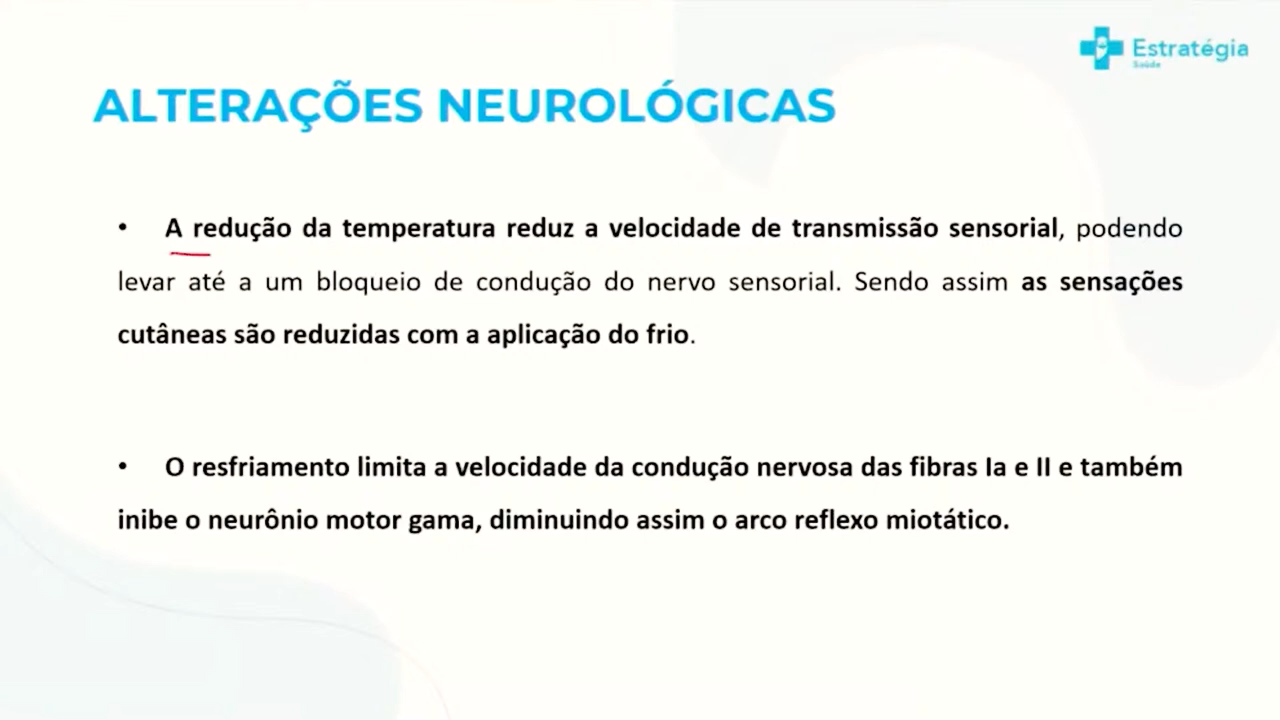 Estratégia
Saúde
ALTERAÇÕES NEUROLÓGICAS
• A redução da temperatura reduz a velocidade de transmissão sensorial, podendo
levar até a um bloqueio de condução do nervo sensorial. Sendo assim as sensações
cutâneas são reduzidas com a aplicação do frio.
• O resfriamento limita a velocidade da condução nervosa das fibras Ia e II e também
inibe o neurônio motor gama, diminuindo assim o arco reflexo miotático.